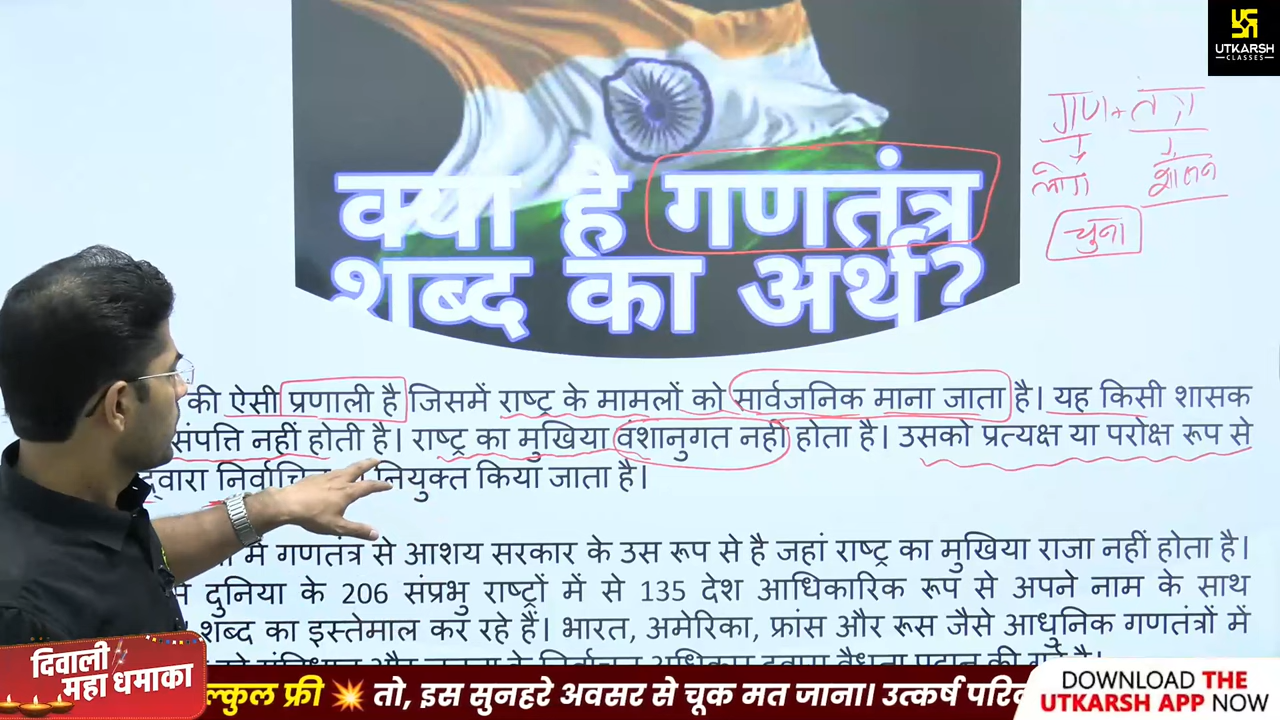 UTKARSH
CLASSES
गण + तंत्र
लोग शासन
चुना
क्या है गणतंत्र
शब्द का अर्थ?
की ऐसी प्रणाली है जिसमें राष्ट्र के मामलों को सार्वजनिक माना जाता है। यह किसी शासक
संपत्ति नहीं होती है। राष्ट्र का मुखिया वंशानुगत नहीं होता है। उसको प्रत्यक्ष या परोक्ष रूप से
द्वारा नियुक्त किया जाता है।
में गणतंत्र से आशय सरकार के उस रूप से है जहां राष्ट्र का मुखिया राजा नहीं होता है।
दुनिया के 206 संप्रभु राष्ट्रों में से 135 देश आधिकारिक रूप से अपने नाम के साथ
शब्द का इस्तेमाल कर रहे हैं। भारत, अमेरिका, फ्रांस और रूस जैसे आधुनिक गणतंत्रों में
दिवाली
महा धमाका
फ्री 💥 तो, इस सुनहरे अवसर से चूक मत जाना। उत्कर्ष
DOWNLOAD THE
UTKARSH APP NOW